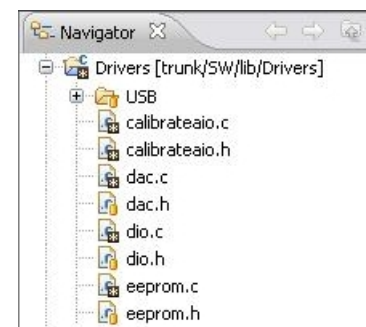 Navigator
Drivers [trunk/SW/lib/Drivers]
USB
calibrateaio.c
calibrateaio.h
dac.c
dac.h
dio.c
dio.h
eeprom.c
eeprom.h